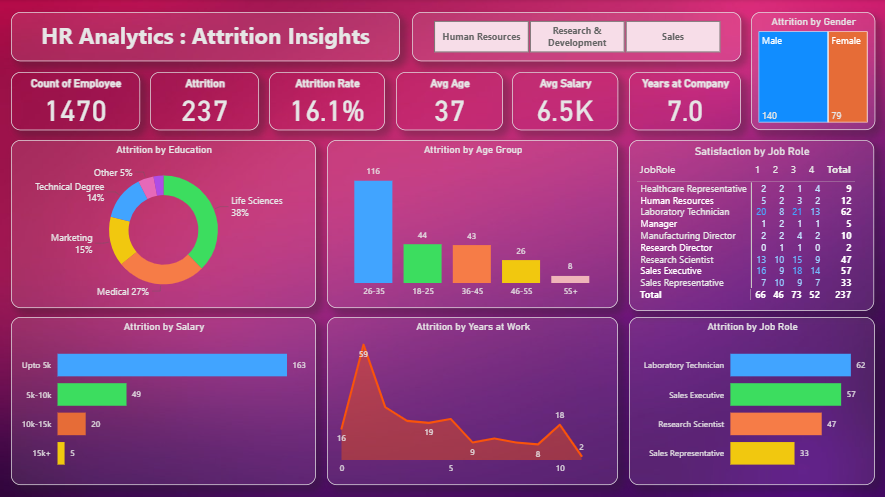 HR Analytics : Attrition Insights
Human Resources
Research &
Development
Sales
Attrition by Gender
Male
Female
140
79
Count of Employee
1470
Attrition
237
Attrition Rate
16.1%
Avg Age
37
Avg Salary
6.5K
Years at Company
7.0
Attrition by Education
Other 5%
Technical Degree
14%
Life Sciences
38%
Marketing
15%
Medical 27%
Attrition by Age Group
116
44
43
26
8
26-35 18-25 36-45 46-55 55+
Satisfaction by Job Role
JobRole 1 2 3 4 Total
Healthcare Representative 2 2 1 4 9
Human Resources 5 2 3 2 12
Laboratory Technician 20 8 21 13 62
Manager 1 2 1 1 5
Manufacturing Director 2 2 4 2 10
Research Director 0 1 1 0 2
Research Scientist 13 10 15 9 47
Sales Executive 16 9 18 14 57
Sales Representative 7 10 9 7 33
Total 66 46 73 52 237
Attrition by Salary
Upto 5k 163
5k-10k 49
10k-15k 20
15k+ 5
Attrition by Years at Work
59
16
19
9
8
18
2
0 5 10
Attrition by Job Role
Laboratory Technician 62
Sales Executive 57
Research Scientist 47
Sales Representative 33